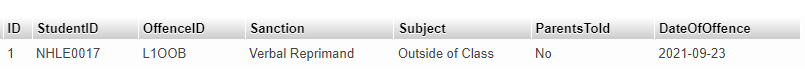 ID StudentID OffenceID Sanction Subject ParentsTold DateOfOffence
1 NHLE0017 L1OOB Verbal Reprimand Outside of Class No 2021-09-23